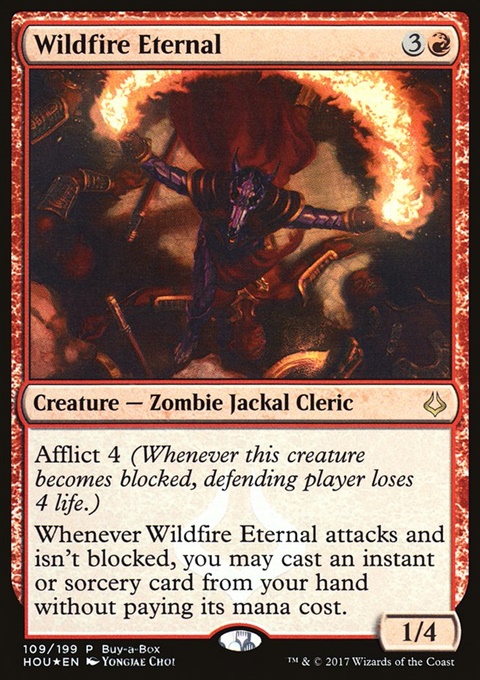 Wildfire Eternal 3
Creature — Zombie Jackal Cleric
Afflict 4 (Whenever this creature
becomes blocked, defending player loses
4 life.)
Whenever Wildfire Eternal attacks and
isn't blocked, you may cast an instant
or sorcery card from your hand
without paying its mana cost.
1/4
109/199 P Buy-a-Box
HOU★EN Yongjae Choi
™ & © 2017 Wizards of the Coast